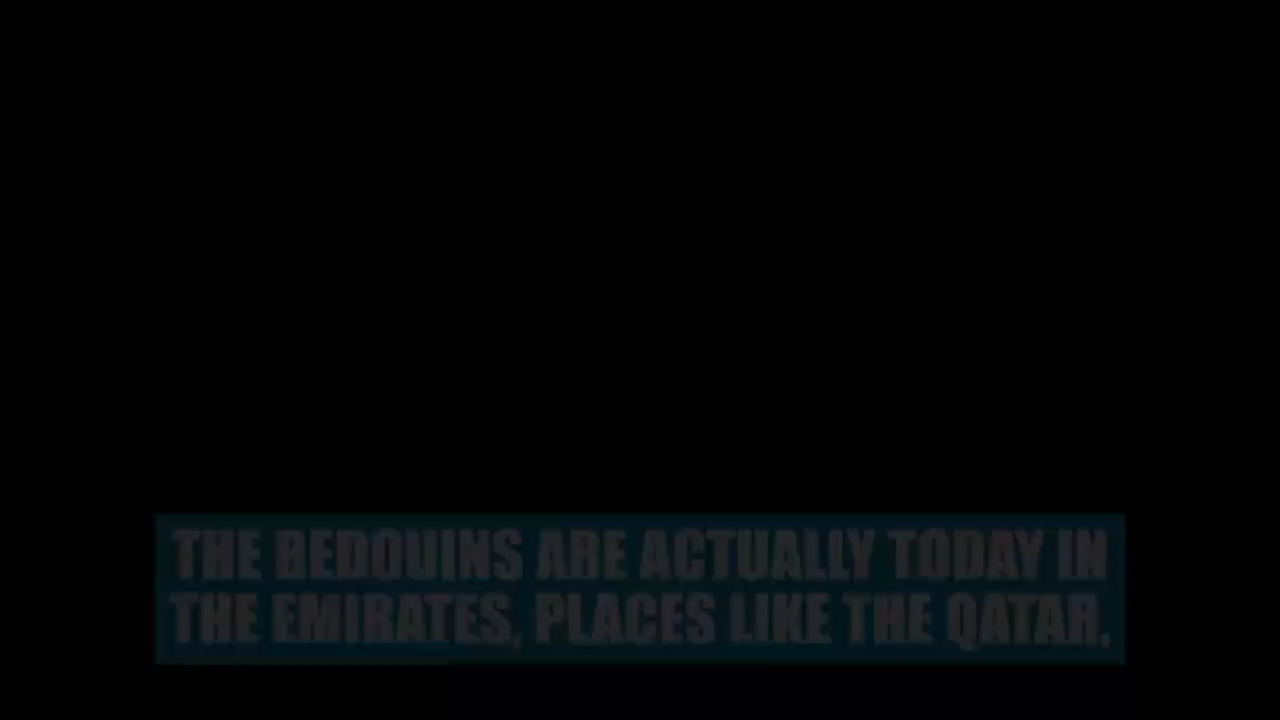 THE BEDOUINS ARE ACTUALLY TODAY IN
THE EMIRATES, PLACES LIKE THE QATAR,